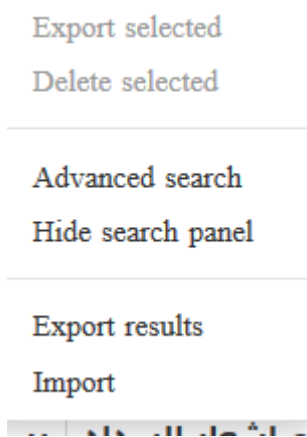 Export selected
Delete selected
Advanced search
Hide search panel
Export results
Import